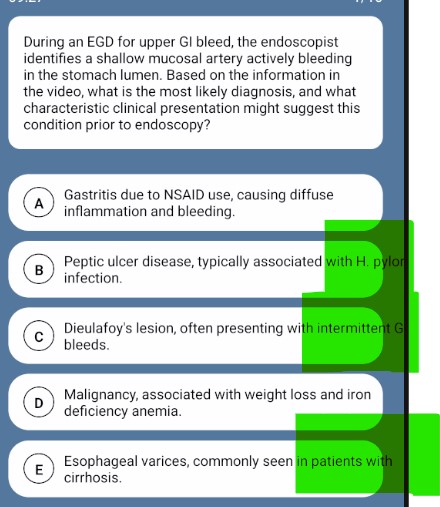 During an EGD for upper GI bleed, the endoscopist
identifies a shallow mucosal artery actively bleeding
in the stomach lumen. Based on the information in
the video, what is the most likely diagnosis, and what
characteristic clinical presentation might suggest this
condition prior to endoscopy?
A
Gastritis due to NSAID use, causing diffuse
inflammation and bleeding.
B
Peptic ulcer disease, typically associated with H. pylor
infection.
C
Dieulafoy's lesion, often presenting with intermittent G
bleeds.
D
Malignancy, associated with weight loss and iron
deficiency anemia.
E
Esophageal varices, commonly seen in patients with
cirrhosis.